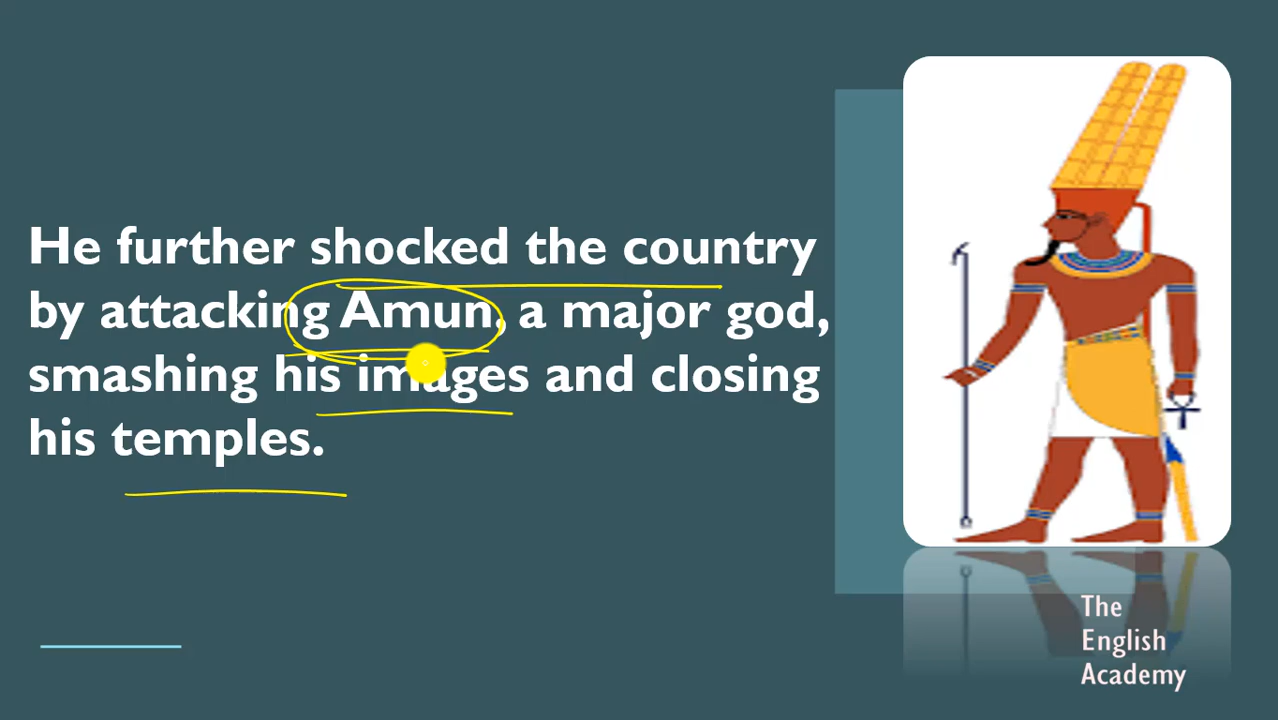 He further shocked the country
by attacking Amun, a major god,
smashing his images and closing
his temples.
The
English
Academy